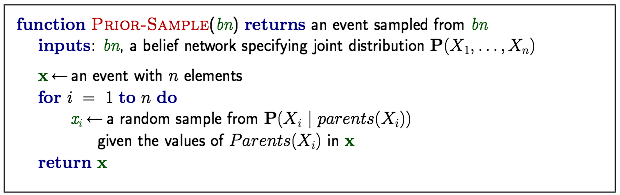 function PRIOR-SAMPLE(bn) returns an event sampled from bn
inputs: bn, a belief network specifying joint distribution P(X₁, . . . , Xₙ)
x ← an event with n elements
for i = 1 to n do
xᵢ ← a random sample from P(Xᵢ | parents(Xᵢ))
given the values of Parents(Xᵢ) in x
return x